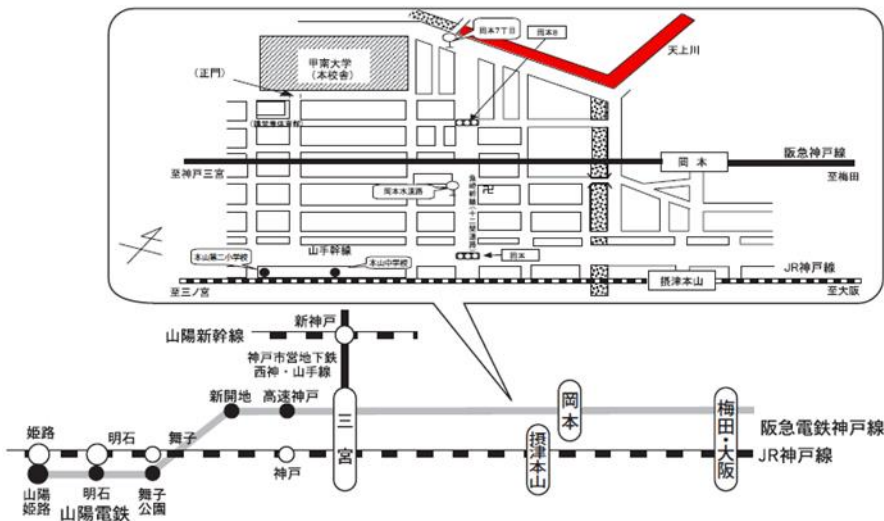 岡本7丁目
岡本8
天上川
甲南大学
(本校舎)
(正門)
岡本
阪急神戸線
至神戸三宮
至梅田
岡本水道路
卍
山手幹線
本山第二小学校
本山中学校
JR神戸線
至三ノ宮
摂津本山
至大阪
新神戸
山陽新幹線
神戸市営地下鉄
西神・山手線
新開地
高速神戸
三宮
岡本
梅田・大阪
阪急電鉄神戸線
姫路
明石
舞子
神戸
摂津本山
JR神戸線
山陽
姫路
明石
舞子
公園
山陽電鉄